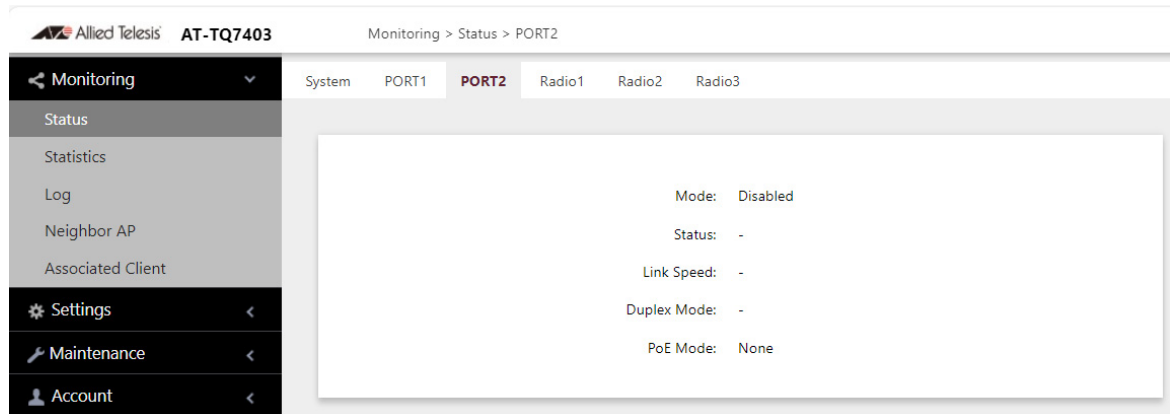 Allied Telesis AT-TQ7403 Monitoring > Status > PORT2
Monitoring
System PORT1 PORT2 Radio1 Radio2 Radio3
Status
Statistics
Log
Neighbor AP
Associated Client
Settings
Maintenance
Account
Mode: Disabled
Status: -
Link Speed: -
Duplex Mode: -
PoE Mode: None